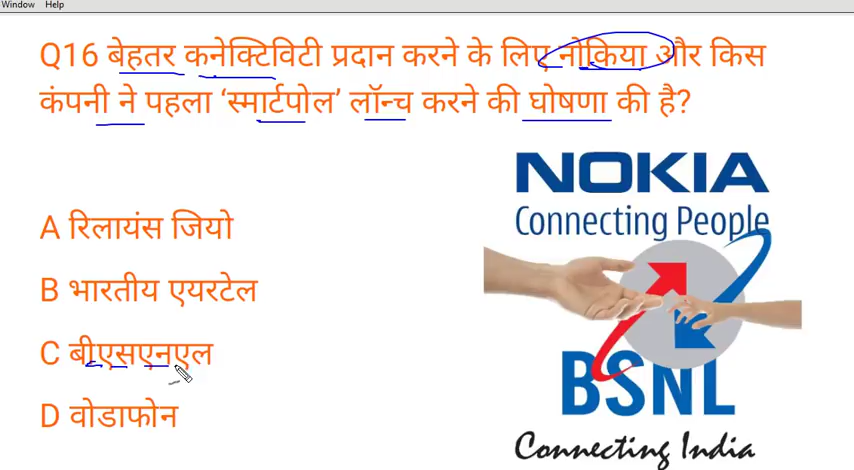 Window Help
Q16 बेहतर कनेक्टिविटी प्रदान करने के लिए नोकिया और किस
कंपनी ने पहला ‘स्मार्टपोल’ लॉन्च करने की घोषणा की है?
NOKIA
Connecting People
A रिलायंस जियो
B भारतीय एयरटेल
C बीएसएनएल
D वोडाफोन
BSNL
Connecting India